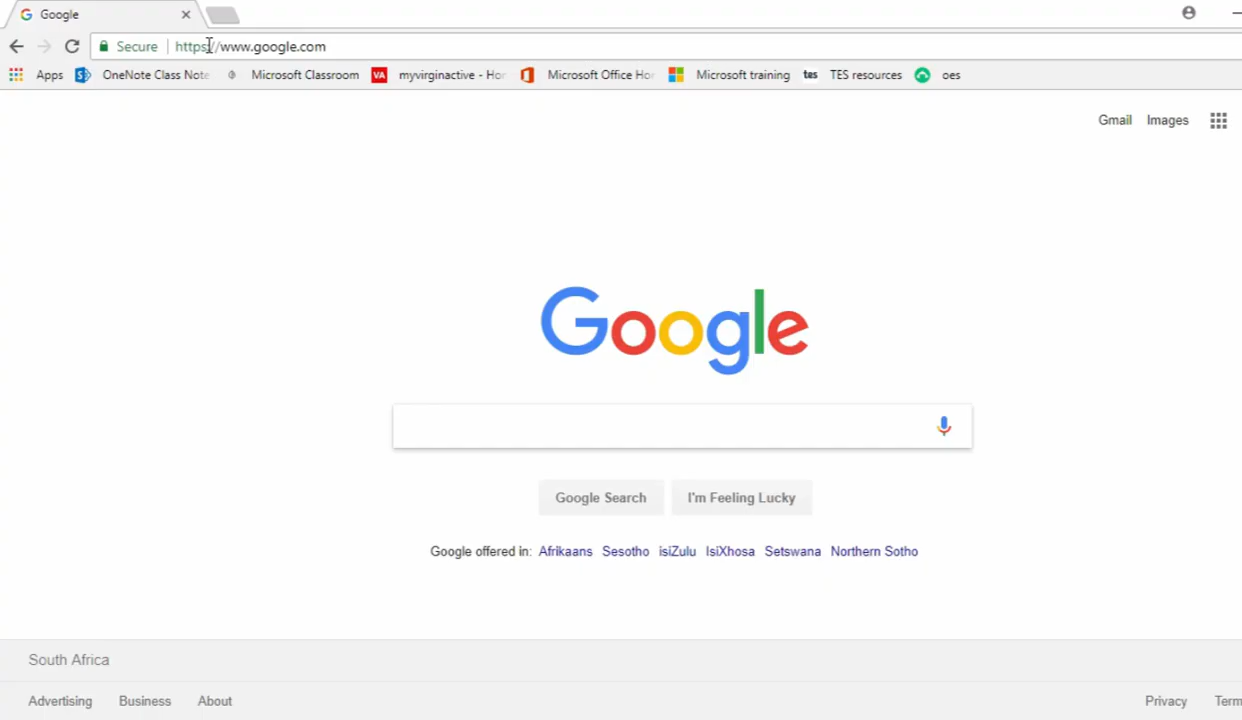 Google
Secure https://www.google.com
Apps OneNote Class Note Microsoft Classroom VA myvirginactive - Hor Microsoft Office Hor Microsoft training tes TES resources oes
Gmail Images
Google
Google Search I'm Feeling Lucky
Google offered in: Afrikaans Sesotho isiZulu IsiXhosa Setswana Northern Sotho
South Africa
Advertising Business About Privacy Term